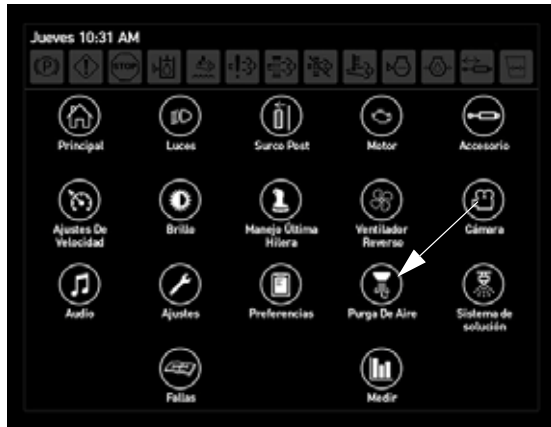 Jueves 10:31 AM
(P) STOP
Principal Luces Surco Post Motor Accesorio
Ajustes De Velocidad Brillo Manejo Última Hilera Ventilador Reverso Cámara
Audio Ajustes Preferencias Purga De Aire Sistema de solución
Fallas Medir